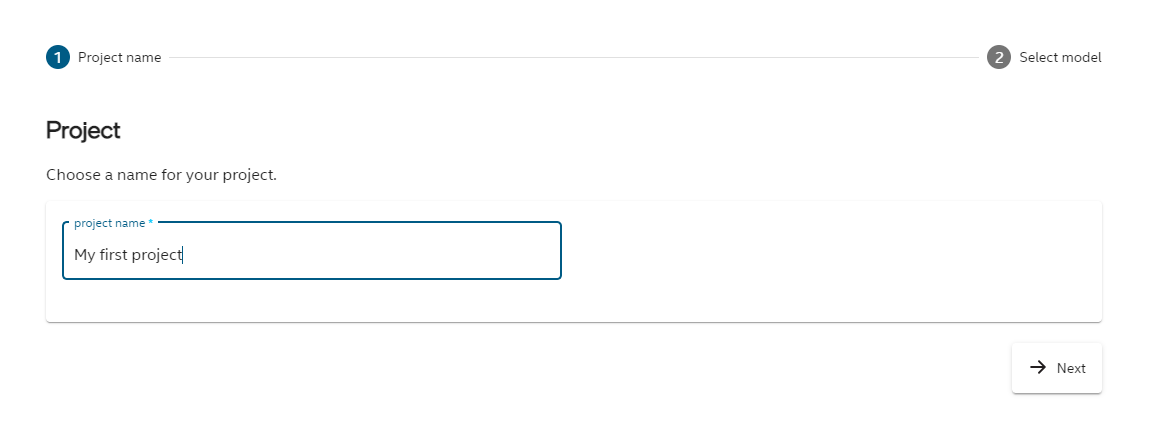 1 Project name
2 Select model
Project
Choose a name for your project.
project name *
My first project
Next